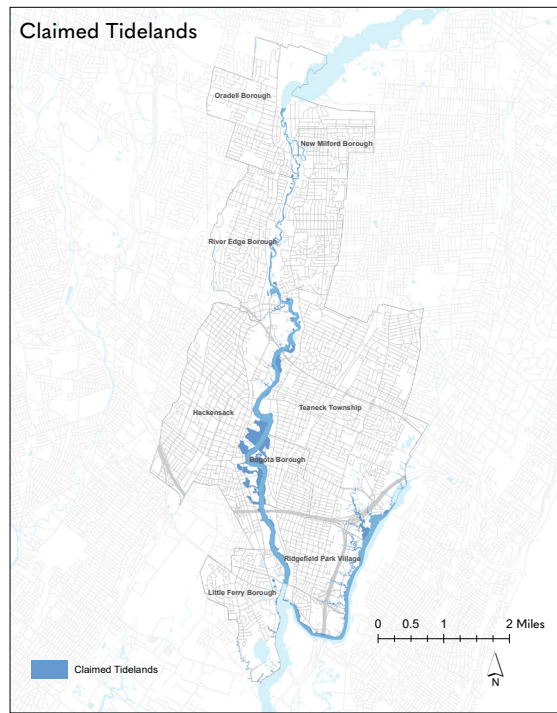 Claimed Tidelands
Oradell Borough
New Milford Borough
River Edge Borough
Teaneck Township
Hackensack
Bogota Borough
Ridgefield Park Village
Little Ferry Borough
0 0.5 1 2 Miles
Claimed Tidelands
N